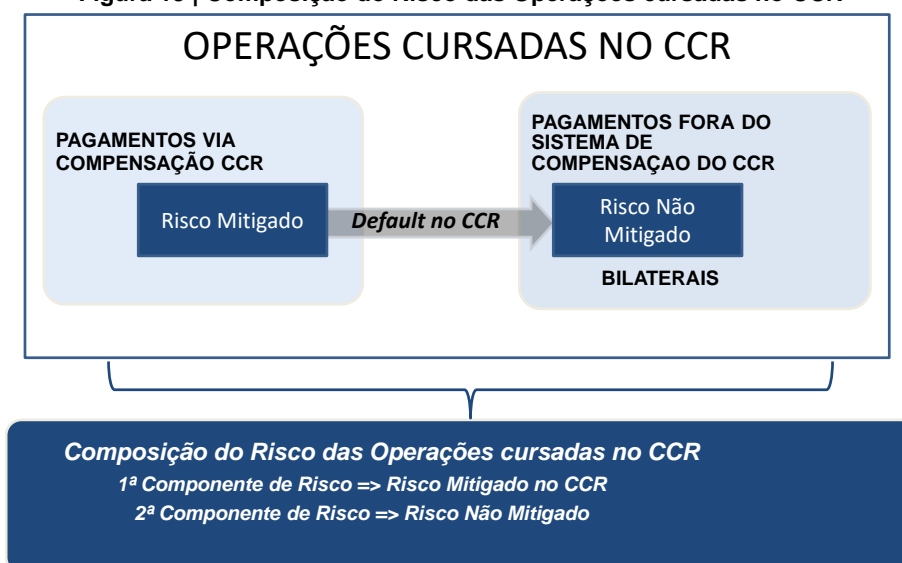 OPERAÇÕES CURSADAS NO CCR
PAGAMENTOS VIA
COMPENSAÇÃO CCR
Risco Mitigado
Default no CCR
PAGAMENTOS FORA DO
SISTEMA DE
COMPENSAÇAO DO CCR
Risco Não
Mitigado
BILATERAIS
Composição do Risco das Operações cursadas no CCR
1ª Componente de Risco => Risco Mitigado no CCR
2ª Componente de Risco => Risco Não Mitigado